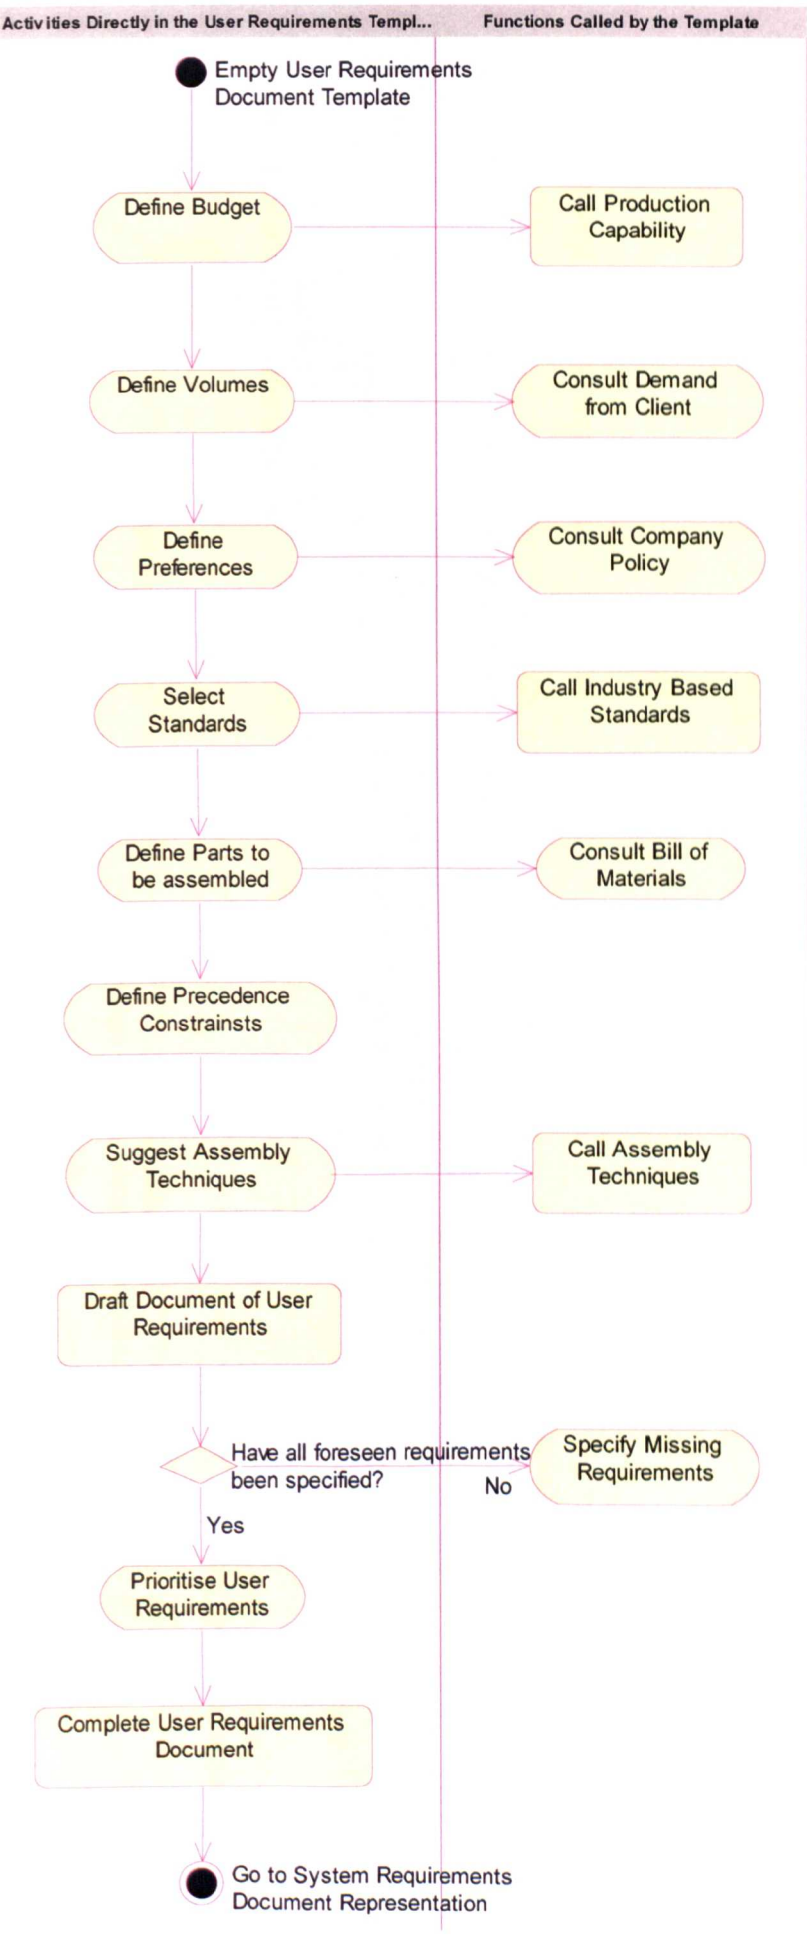 Activities Directly in the User Requirements Templ...
Functions Called by the Template
Empty User Requirements
Document Template
Define Budget
Call Production
Capability
Define Volumes
Consult Demand
from Client
Define
Preferences
Consult Company
Policy
Select
Standards
Call Industry Based
Standards
Define Parts to
be assembled
Consult Bill of
Materials
Define Precedence
Constrainsts
Suggest Assembly
Techniques
Call Assembly
Techniques
Draft Document of User
Requirements
Have all foreseen requirements
been specified?
No
Specify Missing
Requirements
Yes
Prioritise User
Requirements
Complete User Requirements
Document
Go to System Requirements
Document Representation